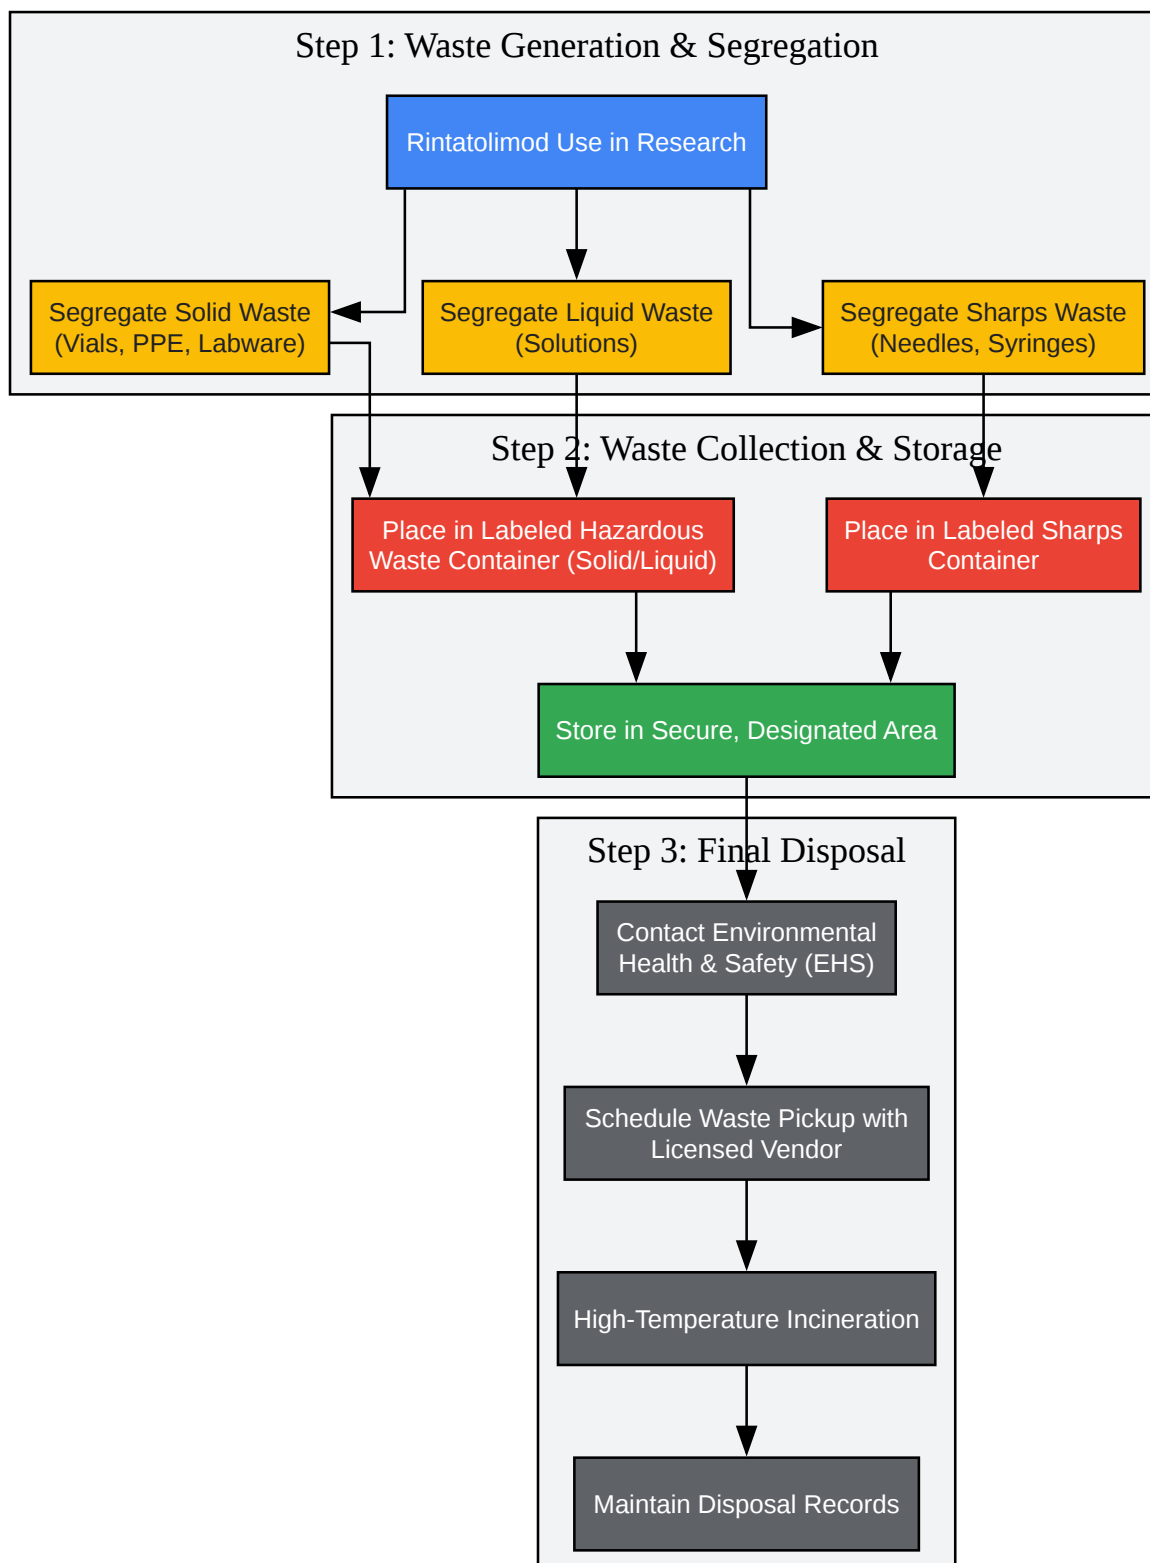 Step 1: Waste Generation & Segregation
Rintatolimod Use in Research
Segregate Solid Waste
(Vials, PPE, Labware)
Segregate Liquid Waste
(Solutions)
Segregate Sharps Waste
(Needles, Syringes)
Step 2: Waste Collection & Storage
Place in Labeled Hazardous
Waste Container (Solid/Liquid)
Place in Labeled Sharps
Container
Store in Secure, Designated Area
Step 3: Final Disposal
Contact Environmental
Health & Safety (EHS)
Schedule Waste Pickup with
Licensed Vendor
High-Temperature Incineration
Maintain Disposal Records